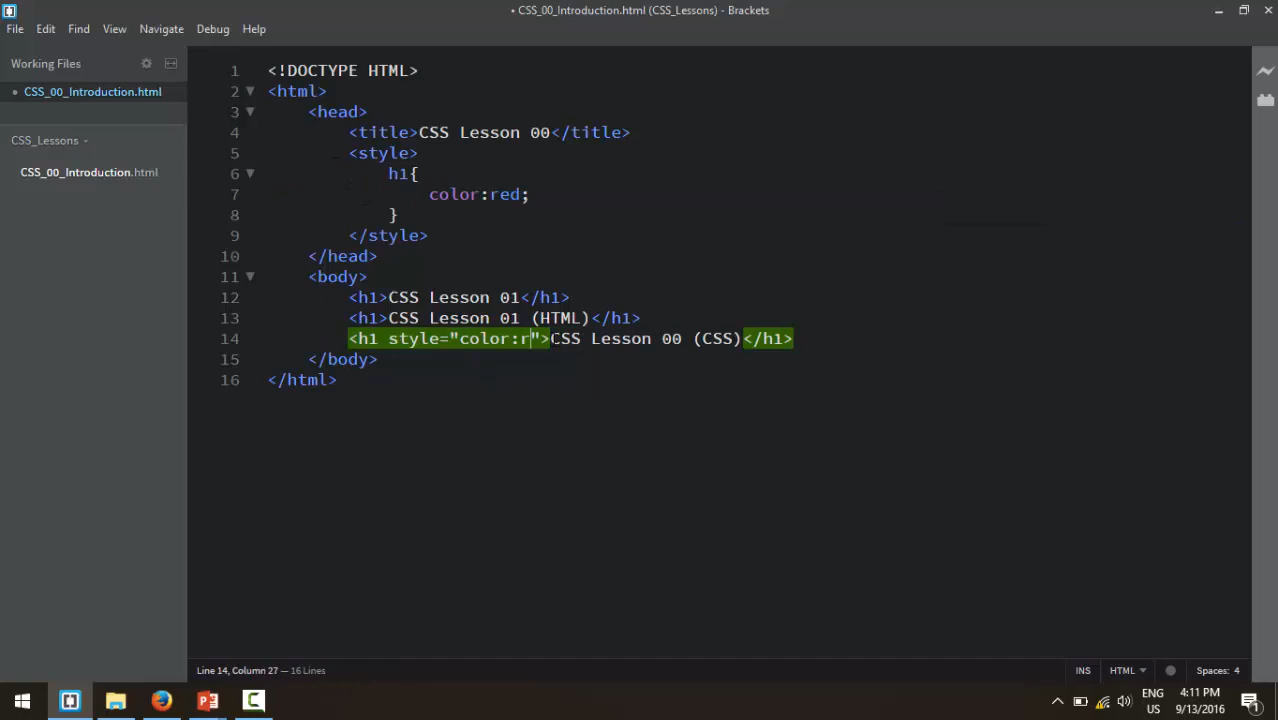 • CSS_00_Introduction.html (CSS_Lessons) - Brackets
File Edit Find View Navigate Debug Help
Working Files
• CSS_00_Introduction.html
CSS_Lessons
CSS_00_Introduction.html
1 <!DOCTYPE HTML>
2 <html>
3 <head>
4 <title>CSS Lesson 00</title>
5 <style>
6 h1{
7 color:red;
8 }
9 </style>
10 </head>
11 <body>
12 <h1>CSS Lesson 01</h1>
13 <h1>CSS Lesson 01 (HTML)</h1>
14 <h1 style="color:r">CSS Lesson 00 (CSS)</h1>
15 </body>
16 </html>
Line 14, Column 27 — 16 Lines
INS HTML Spaces: 4
ENG 4:11 PM
US 9/13/2016
1